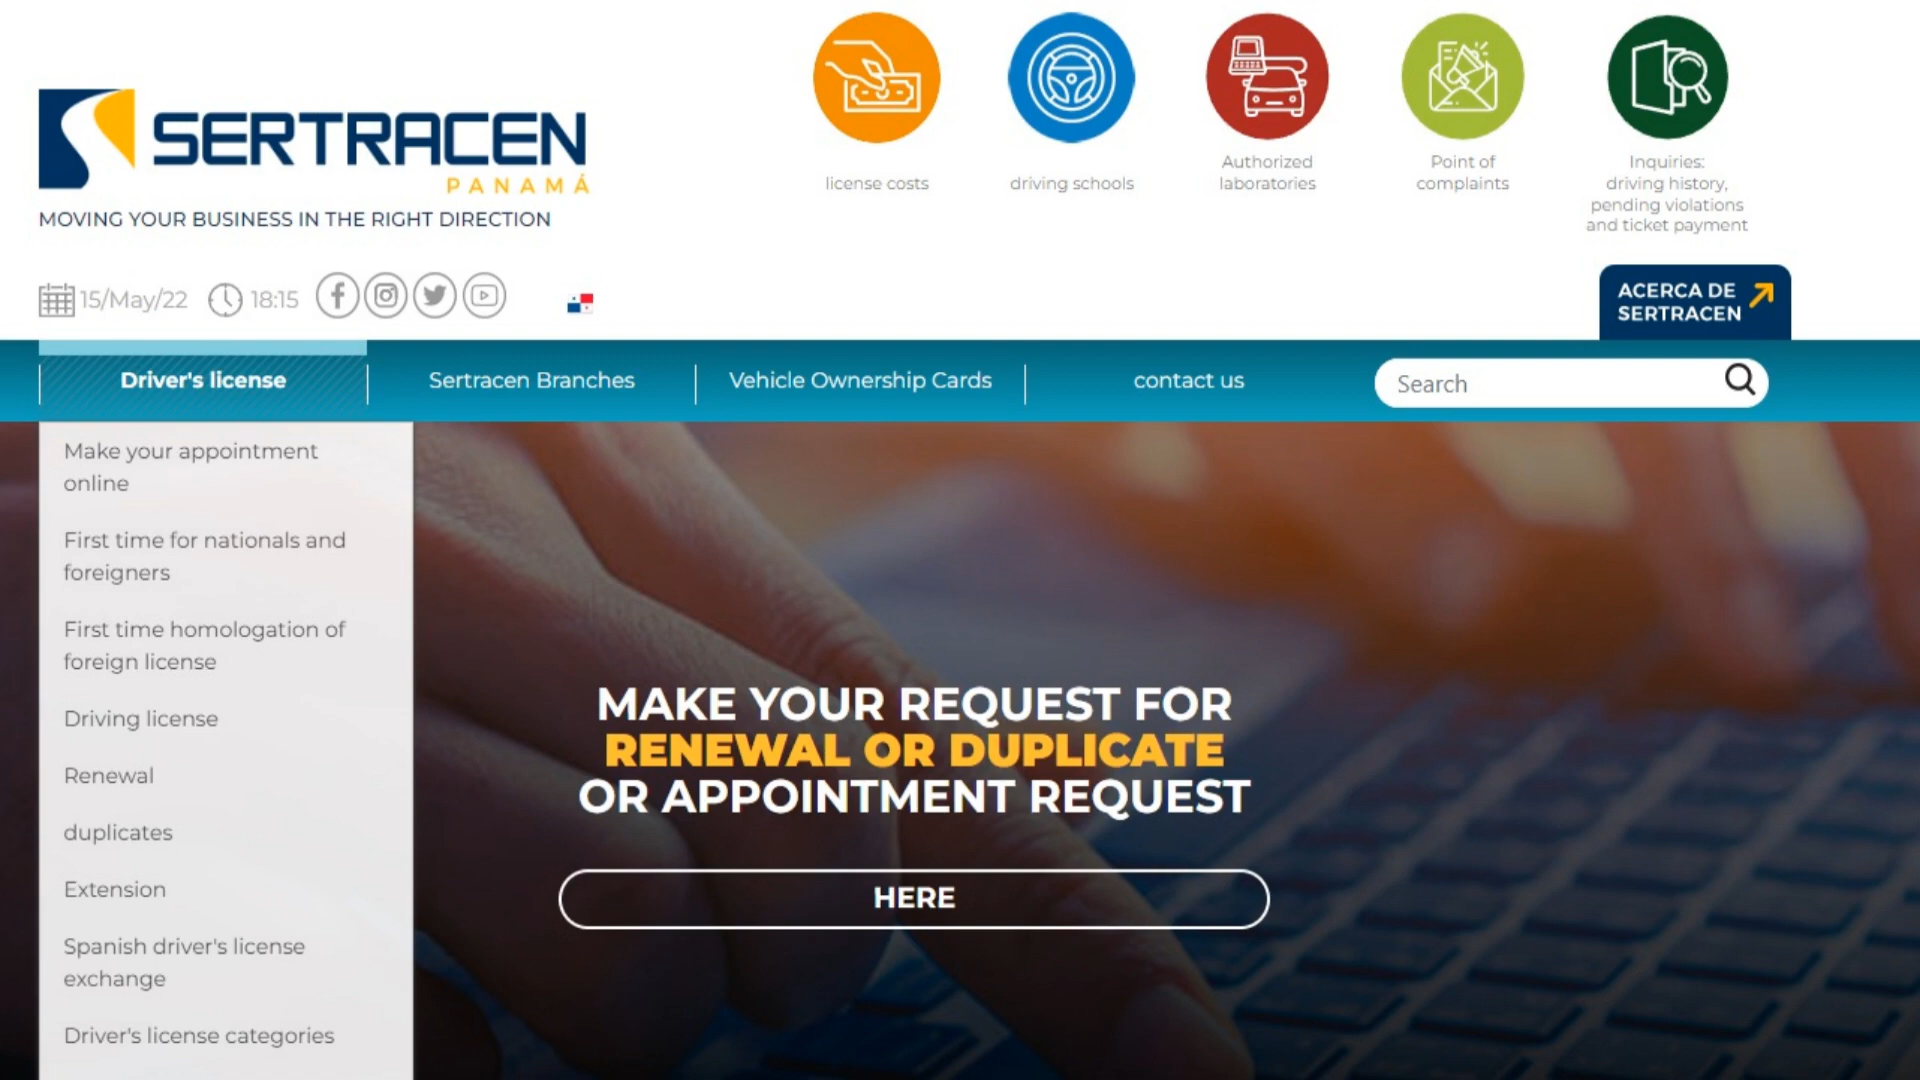 SERTRACEN
PANAMÁ
MOVING YOUR BUSINESS IN THE RIGHT DIRECTION
license costs
driving schools
Authorized
laboratories
Point of
complaints
Inquiries:
driving history,
pending violations
and ticket payment
15/May/22
18:15
ACERCA DE
SERTRACEN
Driver's license
Sertracen Branches
Vehicle Ownership Cards
contact us
Search
Make your appointment
online
First time for nationals and
foreigners
First time homologation of
foreign license
Driving license
Renewal
duplicates
Extension
Spanish driver's license
exchange
Driver's license categories
MAKE YOUR REQUEST FOR
RENEWAL OR DUPLICATE
OR APPOINTMENT REQUEST
HERE